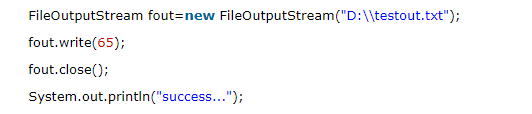 FileOutputStream fout=new FileOutputStream("D:\\testout.txt");
fout.write(65);
fout.close();
System.out.println("success...");